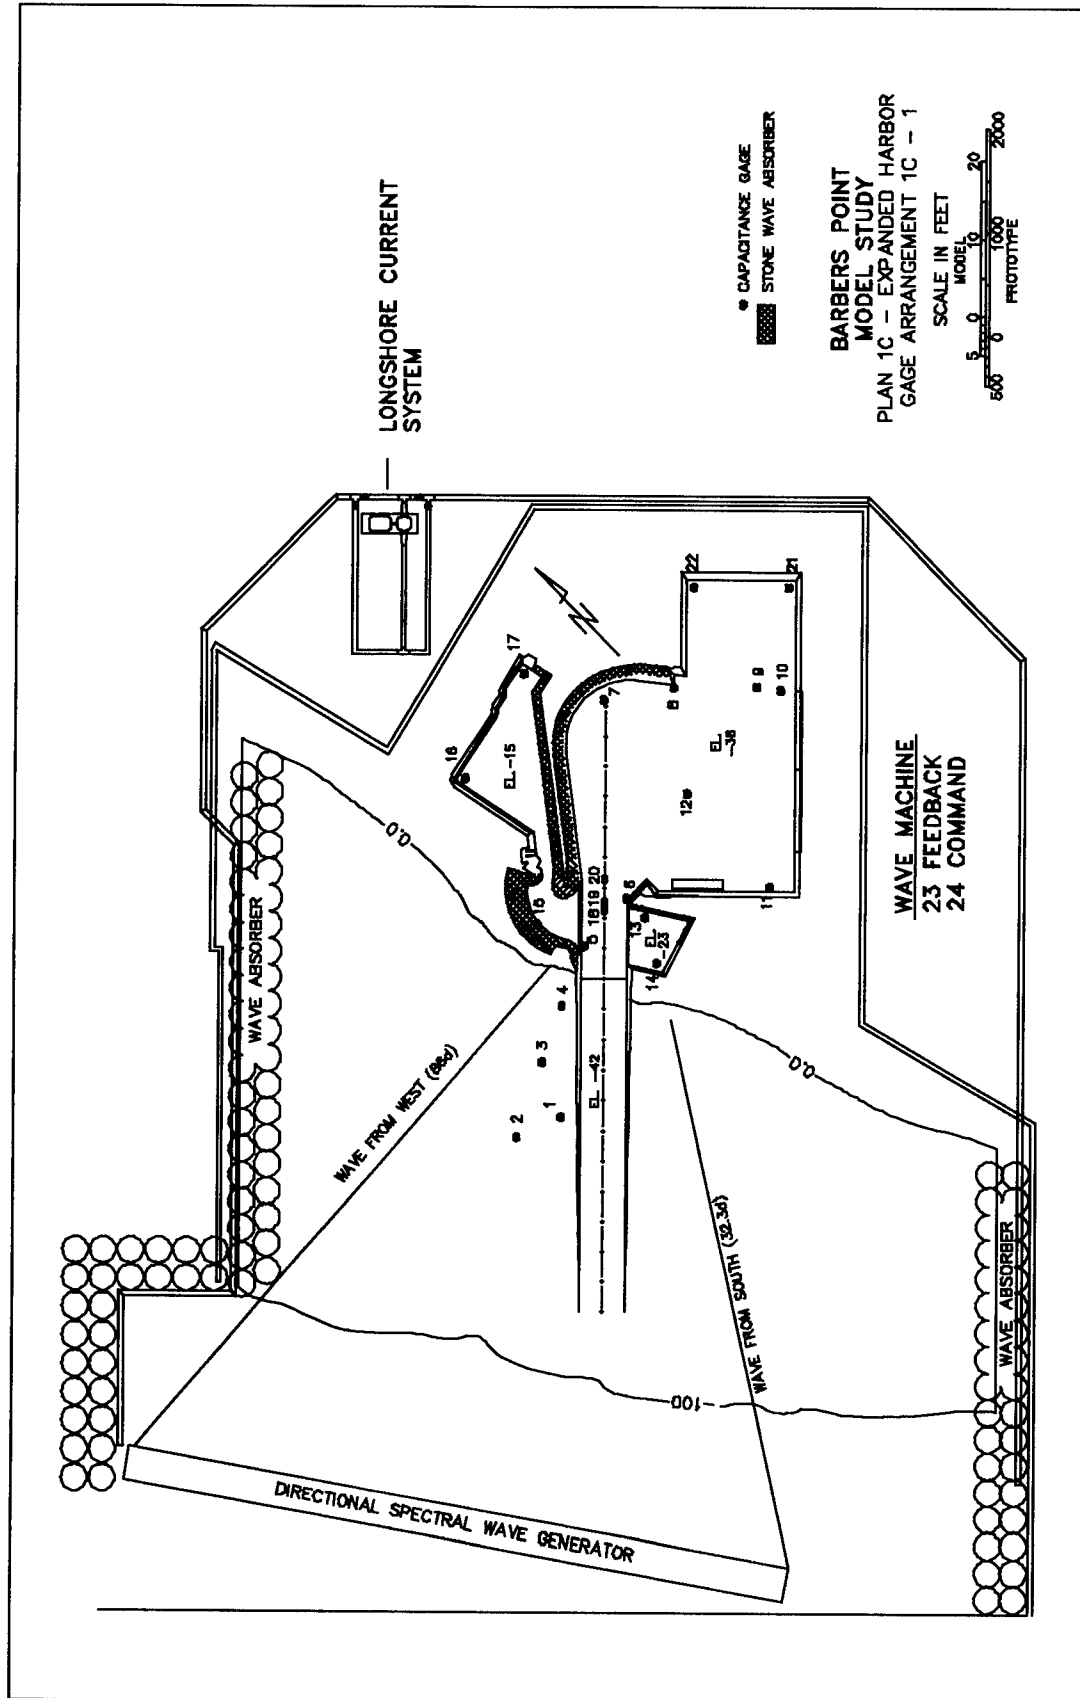 LONGSHORE CURRENT
SYSTEM
CAPACITANCE GAGE
STONE WAVE ABSORBER
BARBERS POINT
MODEL STUDY
PLAN 1C - EXPANDED HARBOR
GAGE ARRANGEMENT 1C - 1
SCALE IN FEET
MODEL
5 0 10 20
500 0 1000 2000
PROTOTYPE
WAVE MACHINE
23 FEEDBACK
24 COMMAND
WAVE ABSORBER
WAVE ABSORBER
DIRECTIONAL SPECTRAL WAVE GENERATOR
WAVE FROM WEST (88d)
WAVE FROM SOUTH (32.3d)
0.0
0.0
-100
N
EL -15
EL -38
EL -23
EL -42
1
2
3
4
5
6
7
8
9
10
11
12
13
14
15
16
17
18 19 20
21
22